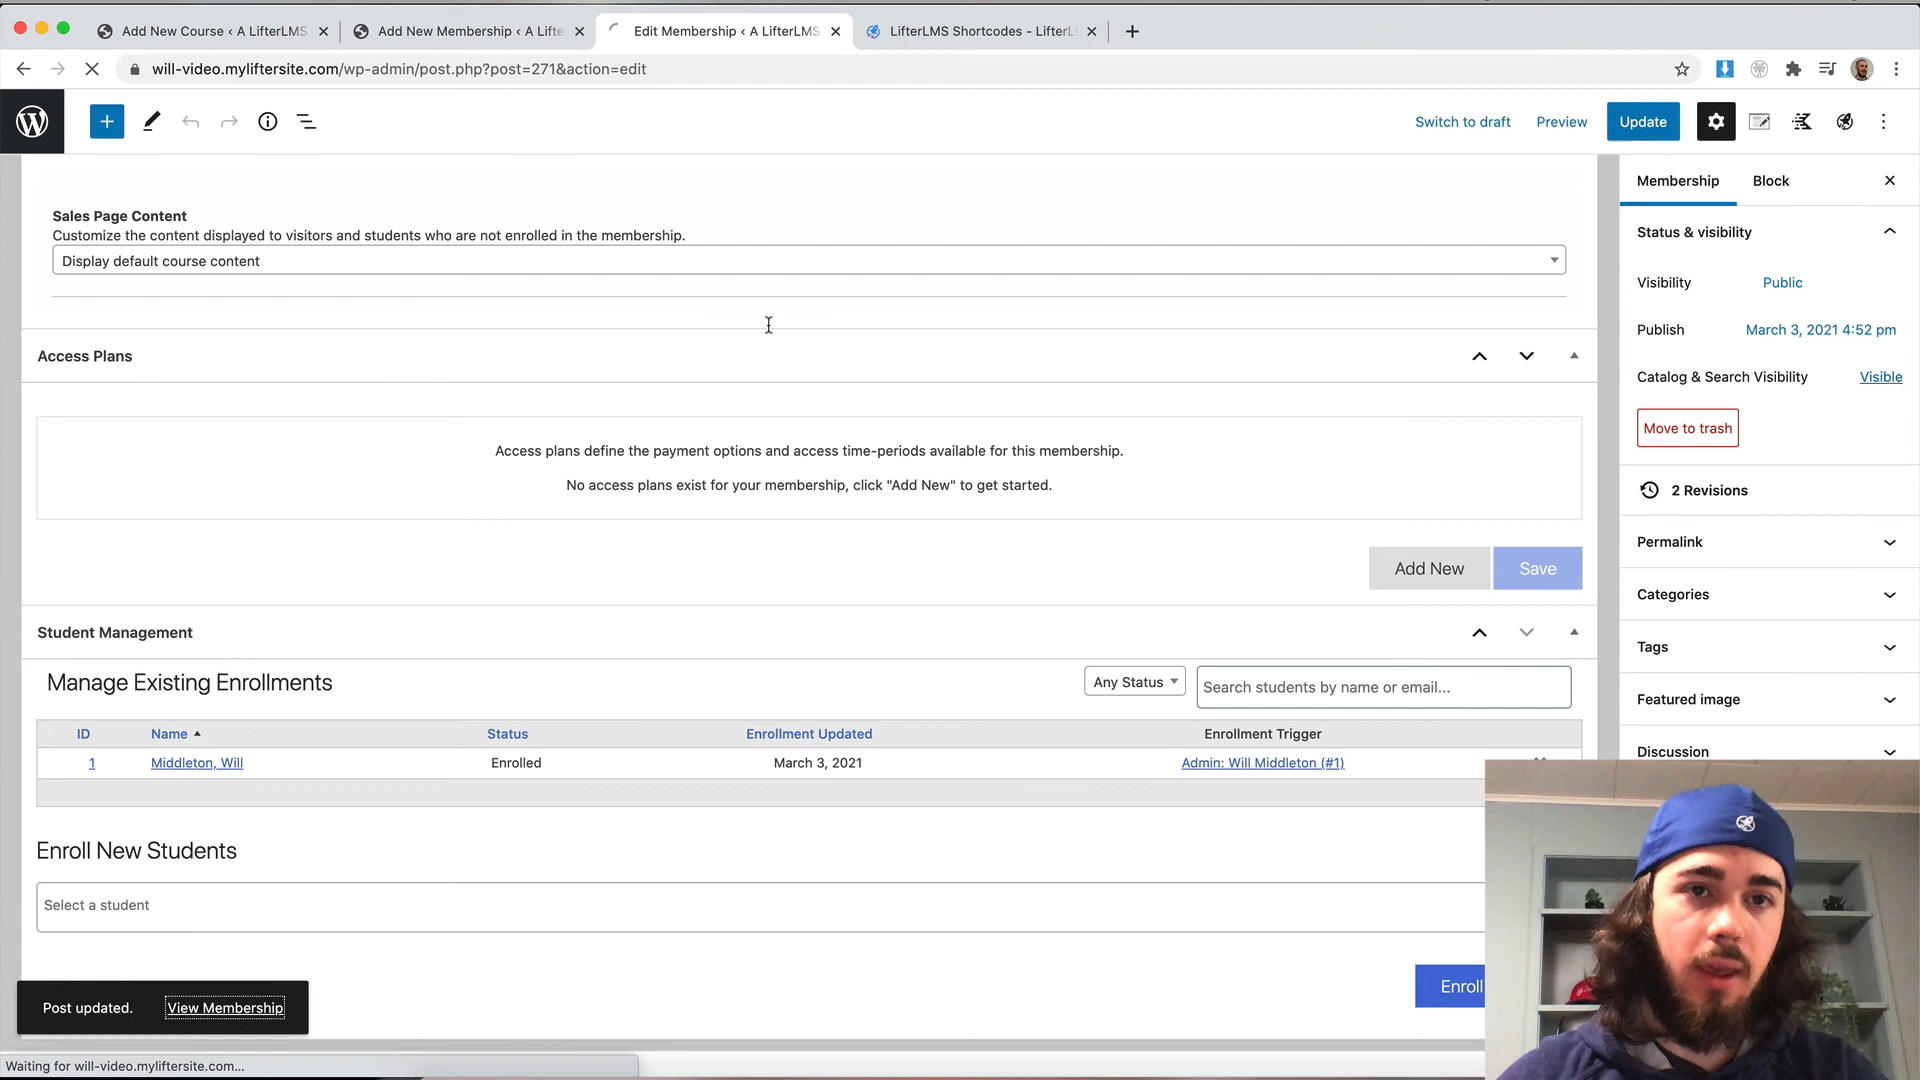 Add New Course ‹ A LifterLMS
Add New Membership ‹ A Lifte
Edit Membership ‹ A LifterLMS
LifterLMS Shortcodes - LifterL
will-video.myliftersite.com/wp-admin/post.php?post=271&action=edit
Switch to draft
Preview
Update
Sales Page Content
Customize the content displayed to visitors and students who are not enrolled in the membership.
Display default course content
Access Plans
Access plans define the payment options and access time-periods available for this membership.
No access plans exist for your membership, click "Add New" to get started.
Add New
Save
Student Management
Manage Existing Enrollments
Any Status
Search students by name or email...
ID Name Status Enrollment Updated Enrollment Trigger
1 Middleton, Will Enrolled March 3, 2021 Admin: Will Middleton (#1)
Enroll New Students
Select a student
Enroll
Post updated. View Membership
Waiting for will-video.myliftersite.com...
Membership
Block
Status & visibility
Visibility Public
Publish March 3, 2021 4:52 pm
Catalog & Search Visibility Visible
Move to trash
2 Revisions
Permalink
Categories
Tags
Featured image
Discussion